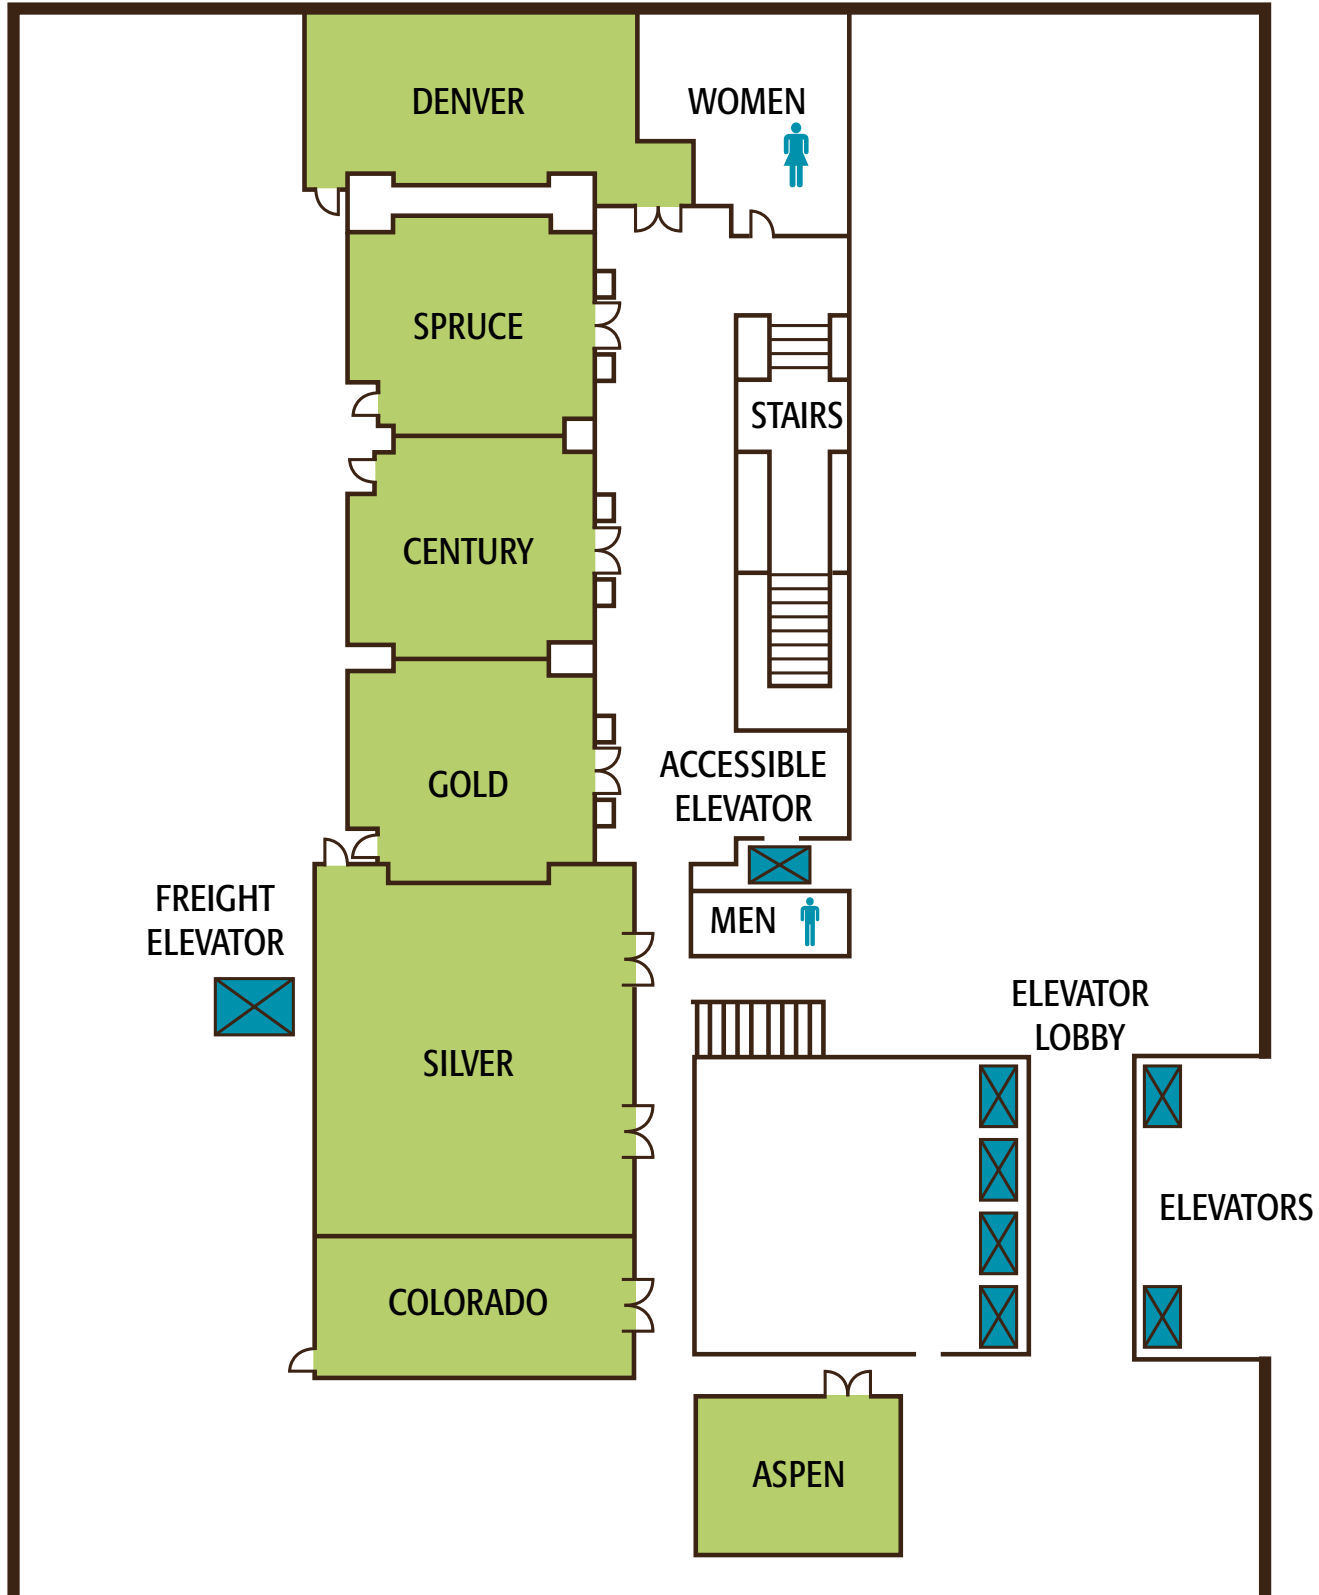 DENVER
WOMEN
SPRUCE
STAIRS
CENTURY
ACCESSIBLE
ELEVATOR
GOLD
FREIGHT
ELEVATOR
MEN
ELEVATOR
LOBBY
SILVER
ELEVATORS
COLORADO
ASPEN